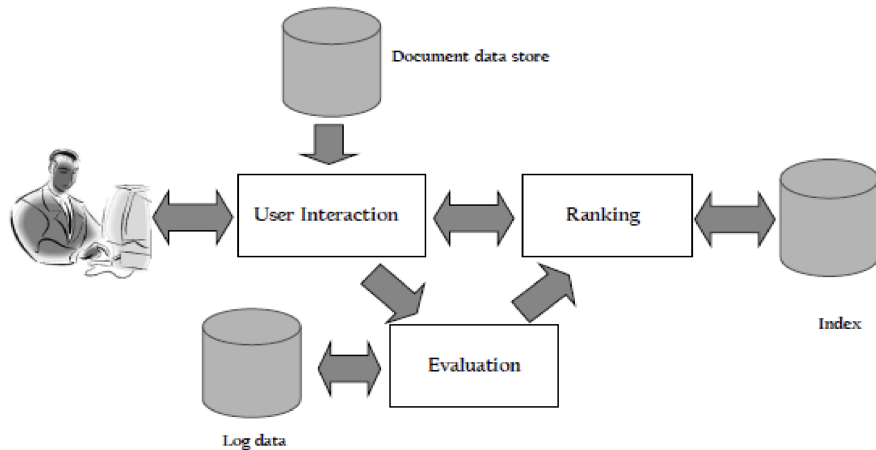 Document data store
User Interaction
Ranking
Index
Evaluation
Log data